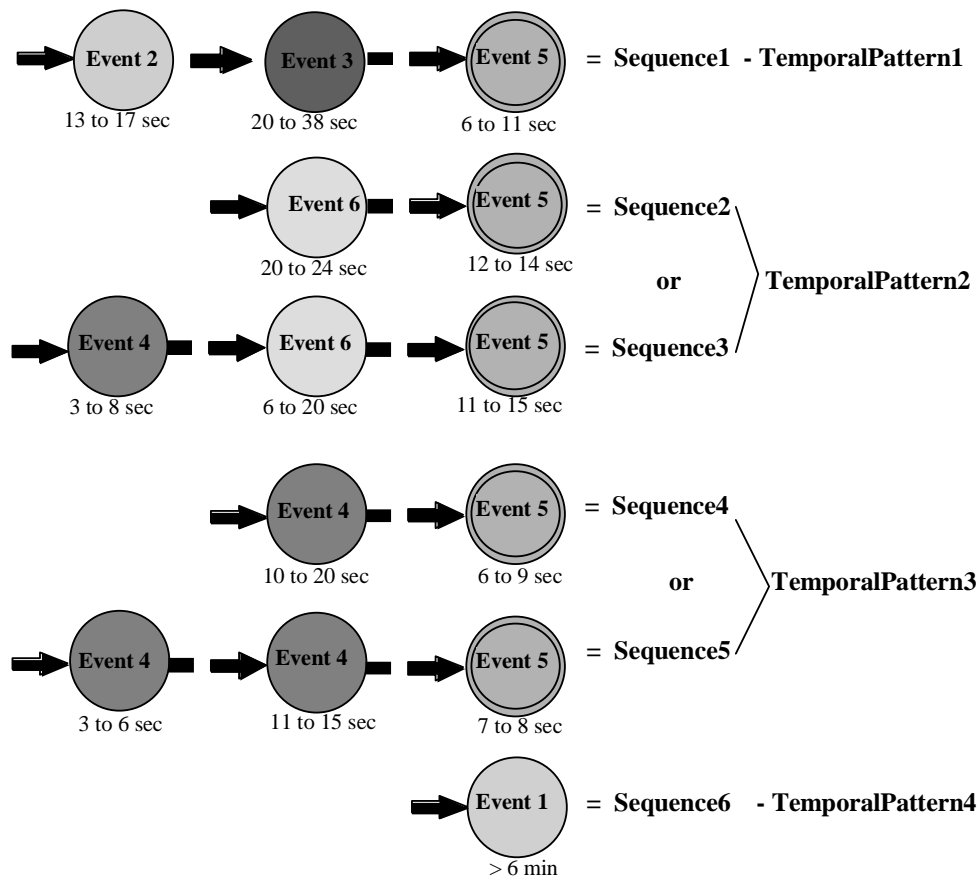 Event 2 Event 3 Event 5 = Sequence1 - TemporalPattern1
13 to 17 sec 20 to 38 sec 6 to 11 sec
Event 6 Event 5 = Sequence2
20 to 24 sec 12 to 14 sec
or TemporalPattern2
Event 4 Event 6 Event 5 = Sequence3
3 to 8 sec 6 to 20 sec 11 to 15 sec
Event 4 Event 5 = Sequence4
10 to 20 sec 6 to 9 sec
or TemporalPattern3
Event 4 Event 4 Event 5 = Sequence5
3 to 6 sec 11 to 15 sec 7 to 8 sec
Event 1 = Sequence6 - TemporalPattern4
> 6 min